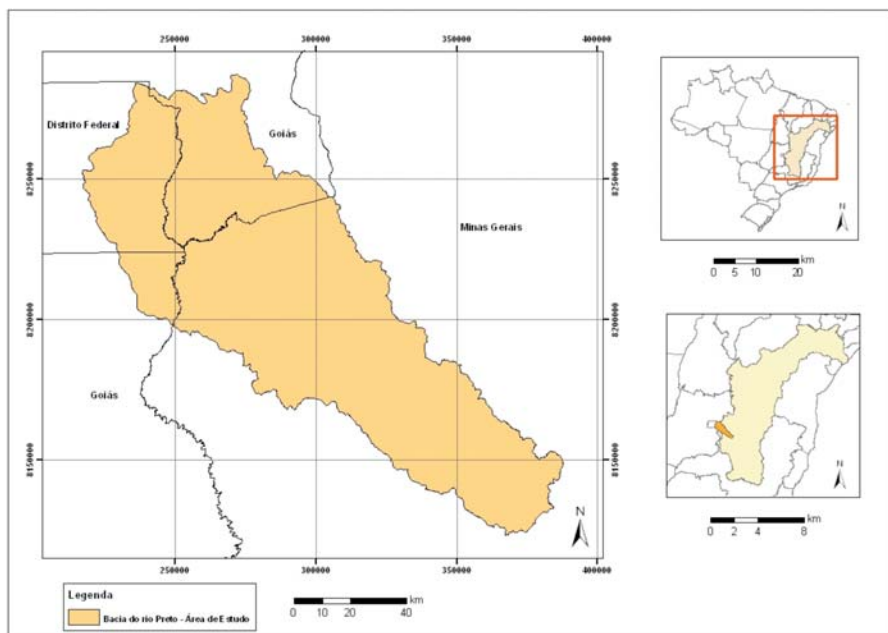 250000 300000 350000 400000
Distrito Federal
Goiás
8250000
8250000
Minas Gerais
8200000
8200000
Goiás
8150000
8150000
N
250000 300000 350000 400000
Legenda
Bacia do rio Preto - Área de Estudo
km
0 10 20 40
N
km
0 5 10 20
N
km
0 2 4 8